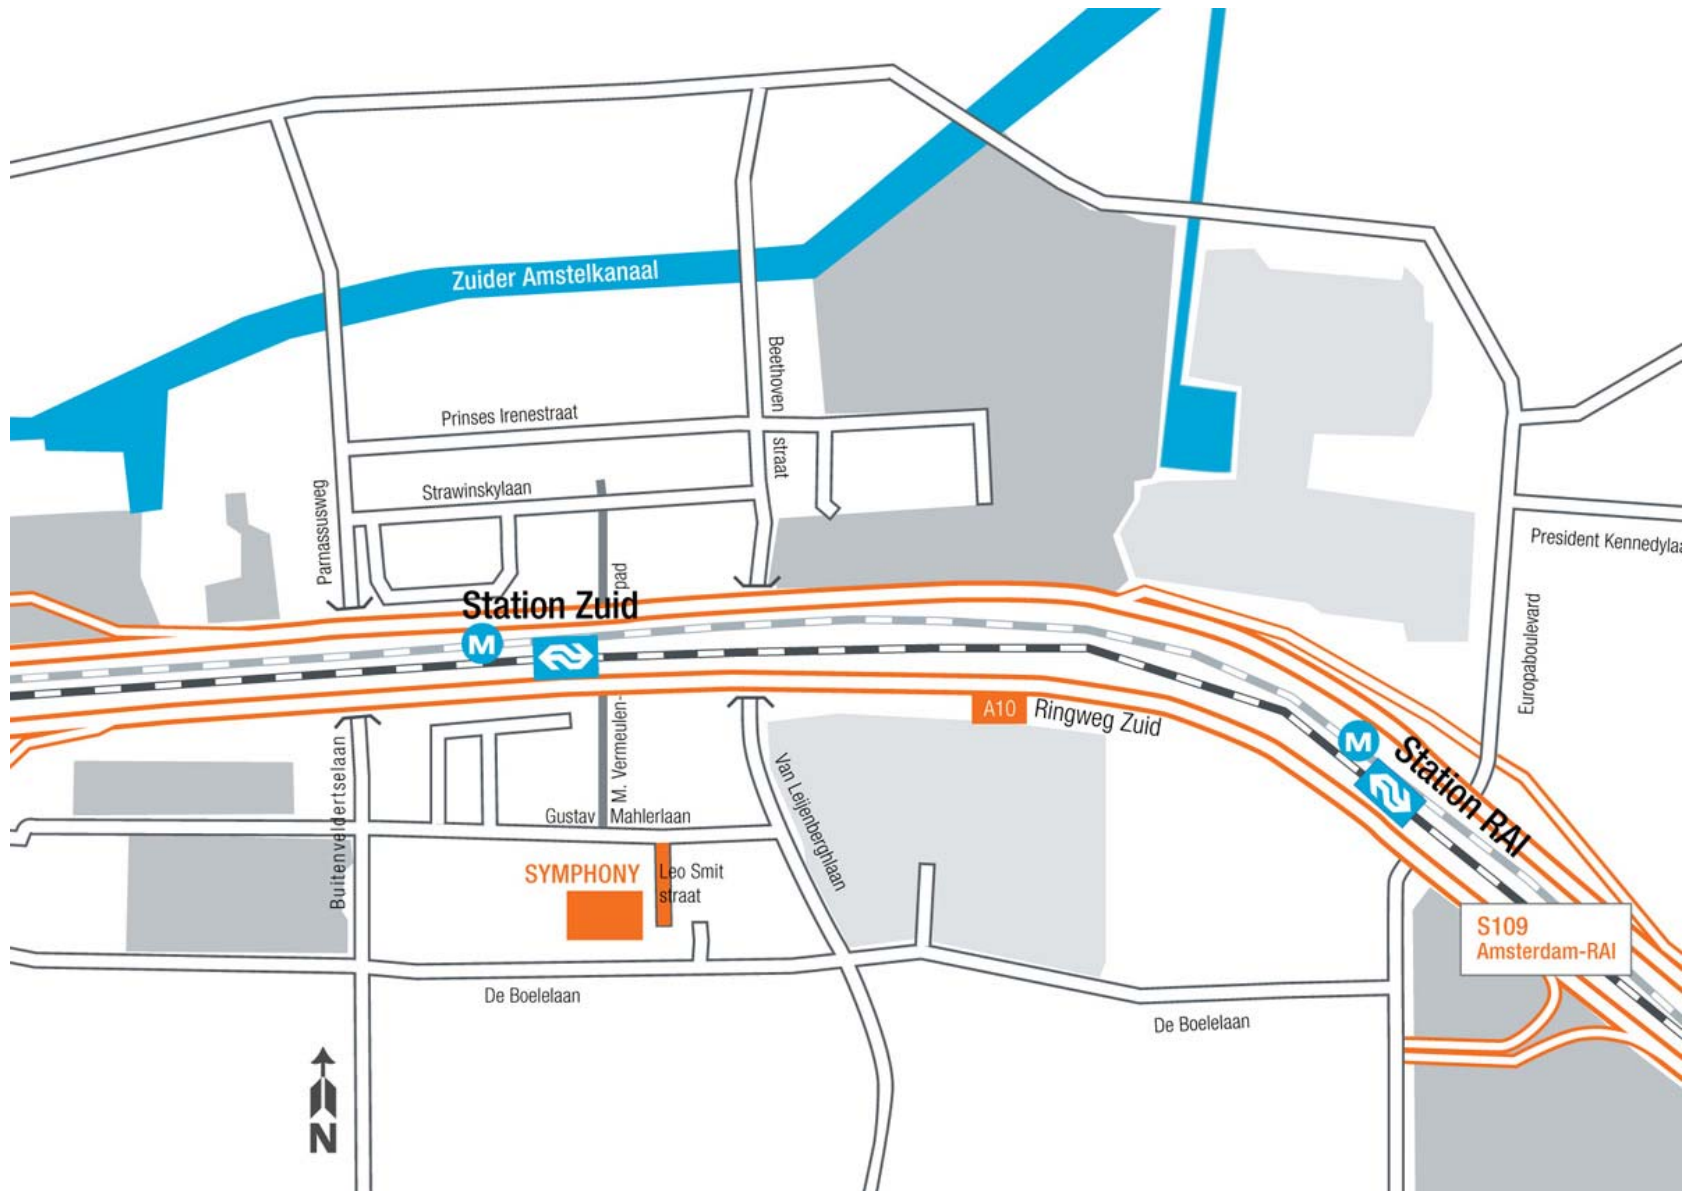 Zuider Amstelkanaal
Beethoven
straat
Prinses Irenestraat
Strawinskylaan
Parnassusweg
President Kennedylaa
Europaboulevard
pad
Station Zuid
M
A10
Ringweg Zuid
M
Station RAI
M. Vermeulen-
Buitenveldertselaan
Van Leijenberghlaan
Gustav Mahlerlaan
SYMPHONY
Leo Smit
straat
S109
Amsterdam-RAI
De Boelelaan
De Boelelaan
N